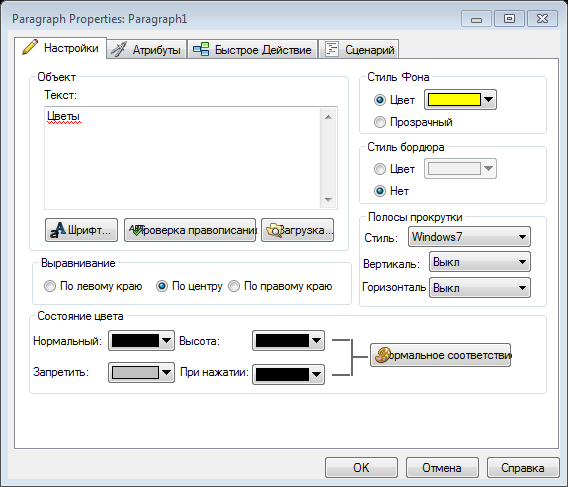 Paragraph Properties: Paragraph1
Настройки Атрибуты Быстрое Действие Сценарий
Объект
Текст:
Цветы
Шрифт... Проверка правописания Загрузка...
Стиль Фона
Цвет
Прозрачный
Стиль бордюра
Цвет
Нет
Полосы прокрутки
Стиль: Windows7
Вертикаль: Выкл
Горизонталь Выкл
Выравнивание
По левому краю По центру По правому краю
Состояние цвета
Нормальный: Высота:
Запретить: При нажатии:
Нормальное соответствие
OK Отмена Справка